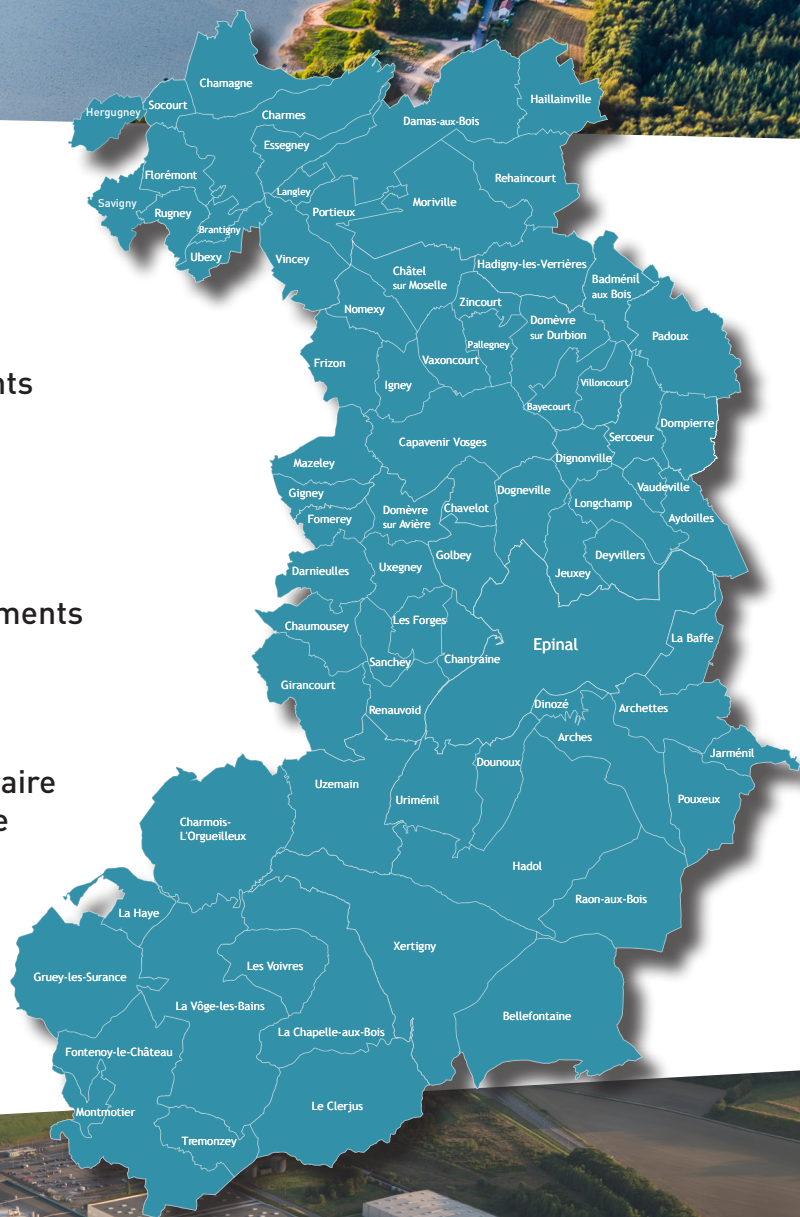 Chamagne
Haillainville
Socourt
Hergugney
Charmes
Damas-aux-Bois
Essegney
Florémont
Rehaincourt
Langley
Savigny
Moriville
Rugney
Portieux
Brantigny
Ubexy
Vincey
Hadigny-les-Verrières
Châtel
sur Moselle
Badménil
aux Bois
Zincourt
Nomexy
Domèvre
sur Durbion
Padoux
Pallegney
Vaxoncourt
Frizon
nts
Igney
Villoncourt
Bayecourt
Dompierre
Sercoeur
Capavenir Vosges
Dignonville
Mazeley
Vaudéville
Dogneville
Gigney
Longchamp
Chavelot
Domèvre
sur Avière
Fomerey
Aydoilles
Golbey
Deyvillers
Uxegney
Darnieulles
Jeuxey
ments
Les Forges
Chaumousey
La Baffe
Epinal
Chantraine
Sanchey
Girancourt
Dinozé
Archettes
Renauvoid
Arches
Jarménil
Dounoux
aire
Uzemain
Uriménil
Pouxeux
e
Charmois-
L'Orgueilleux
Hadol
Raon-aux-Bois
La Haye
Xertigny
Les Voivres
Gruey-les-Surance
La Vôge-les-Bains
Bellefontaine
La Chapelle-aux-Bois
Fontenoy-le-Château
Le Clerjus
Montmotier
Tremonzey